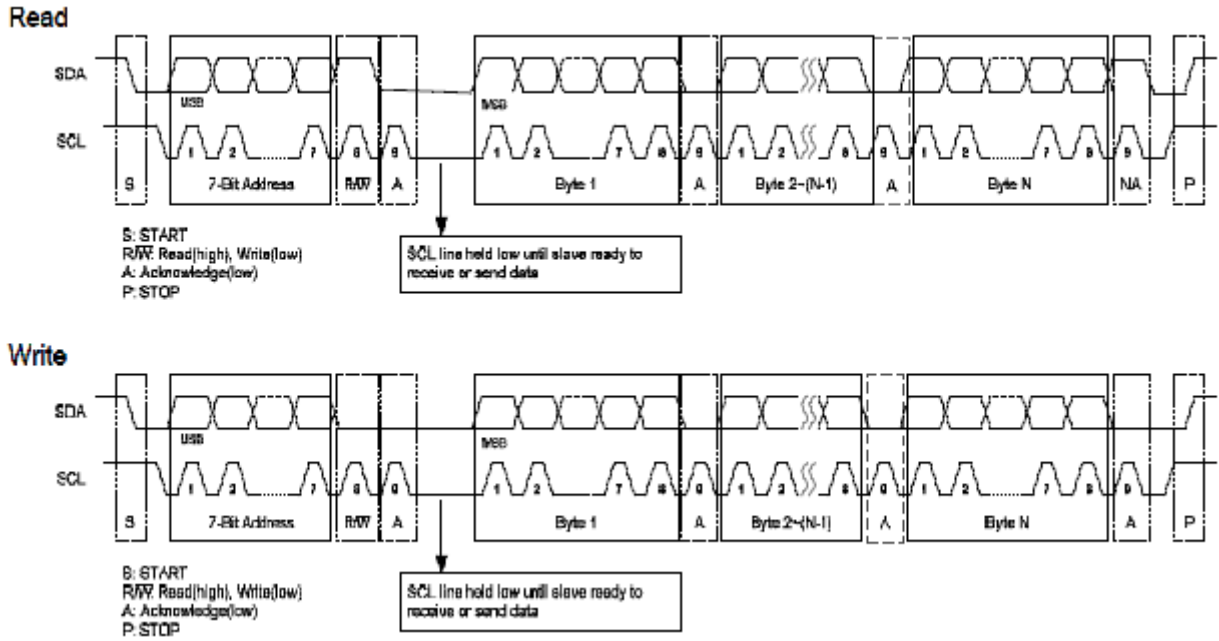 Read
SDA
MSB
MSB
SCL
1 2 7 8 9 1 2 7 8 9 1 2 8 9 1 2 7 8 9
S 7-Bit Address R/W A Byte 1 A Byte 2~(N-1) A Byte N NA P
S: START
R/W: Read(high), Write(low)
A: Acknowledge(low)
P: STOP
SCL line held low until slave ready to
receive or send data
Write
SDA
MSB
MSB
SCL
1 2 7 8 9 1 2 7 8 9 1 2 8 9 1 2 7 8 9
S 7-Bit Address R/W A Byte 1 A Byte 2~(N-1) A Byte N A P
S: START
R/W: Read(high), Write(low)
A: Acknowledge(low)
P: STOP
SCL line held low until slave ready to
receive or send data